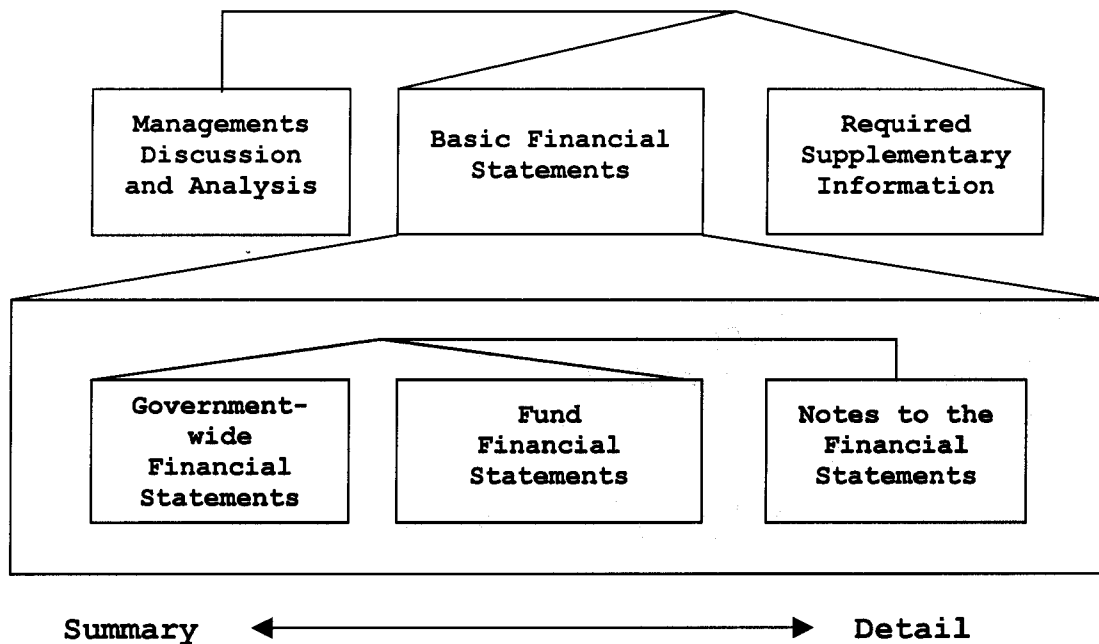 Managements
Discussion
and Analysis
Basic Financial
Statements
Required
Supplementary
Information
Government-
wide
Financial
Statements
Fund
Financial
Statements
Notes to the
Financial
Statements
Summary
Detail